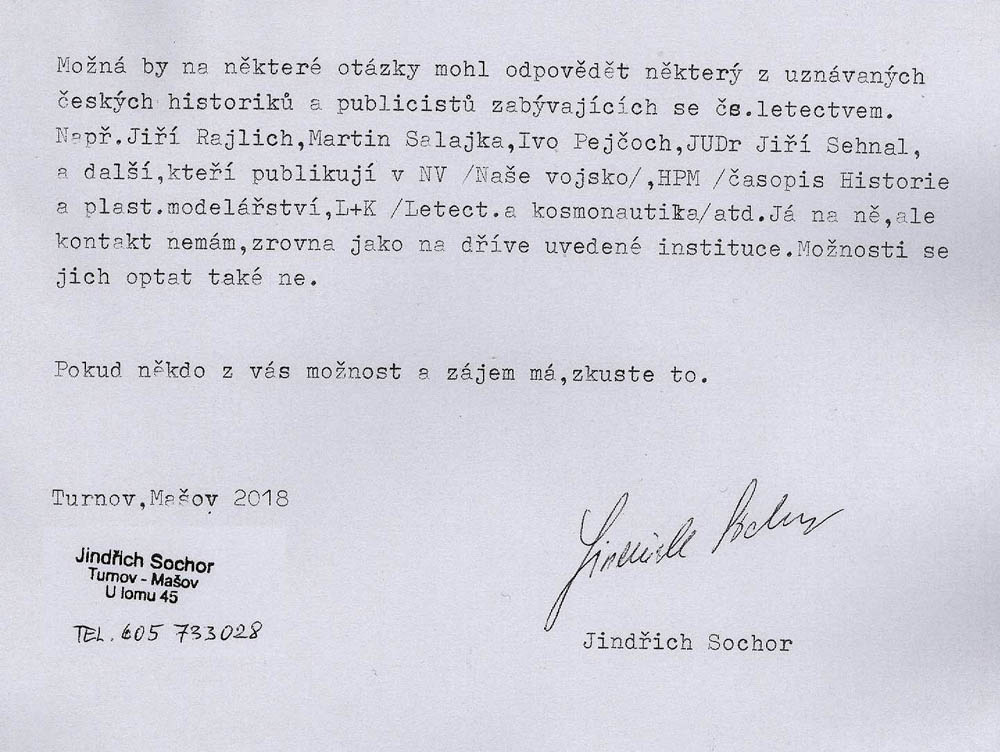 Možná by na některé otázky mohl odpovědět některý z uznávaných
českých historiků a publicistů zabývajících se čs.letectvem.
Např.Jiří Rajlich,Martin Salajka,Ivo Pejčoch,JUDr Jiří Sehnal,
a další,kteří publikují v NV /Naše vojsko/,HPM /časopis Historie
a plast.modelářství,L+K /Letect.a kosmonautika/atd.Já na ně,ale
kontakt nemám,zrovna jako na dříve uvedené instituce.Možnosti se
jich optat také ne.
Pokud někdo z vás možnost a zájem má,zkuste to.
Turnov,Mašov 2018
Jindřich Sochor
Turnov - Mašov
U lomu 45
TEL. 605 733028
Jindřich Sochor
Jindřich Sochor